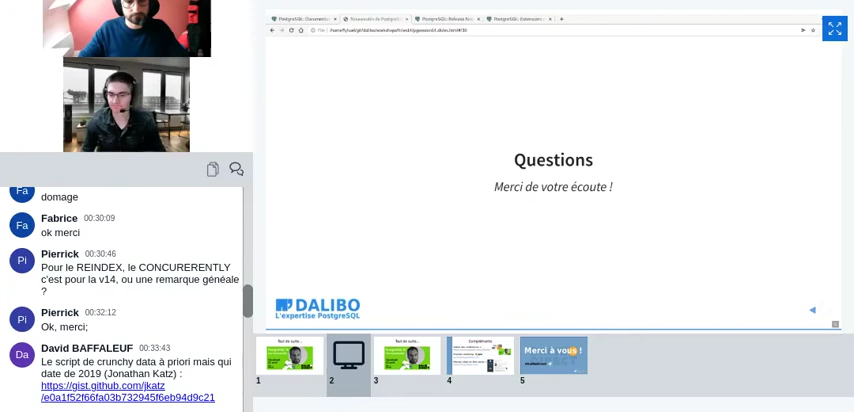 Fa
domage
Fa
Fabrice 00:30:09
ok merci
Pi
Pierrick 00:30:46
Pour le REINDEX, le CONCURERENTLY
c'est pour la v14, ou une remarque généale
?
Pi
Pierrick 00:32:12
Ok, merci;
Da
David BAFFALEUF 00:33:43
Le script de crunchy data à priori mais qui
date de 2019 (Jonathan Katz) :
https://gist.github.com/jkatz
/e0a1f52f66fa03b732945f6eb94d9c21
Questions
Merci de votre écoute !
DALIBO
L'expertise PostgreSQL
1
2
3
4
5
Merci à vous !